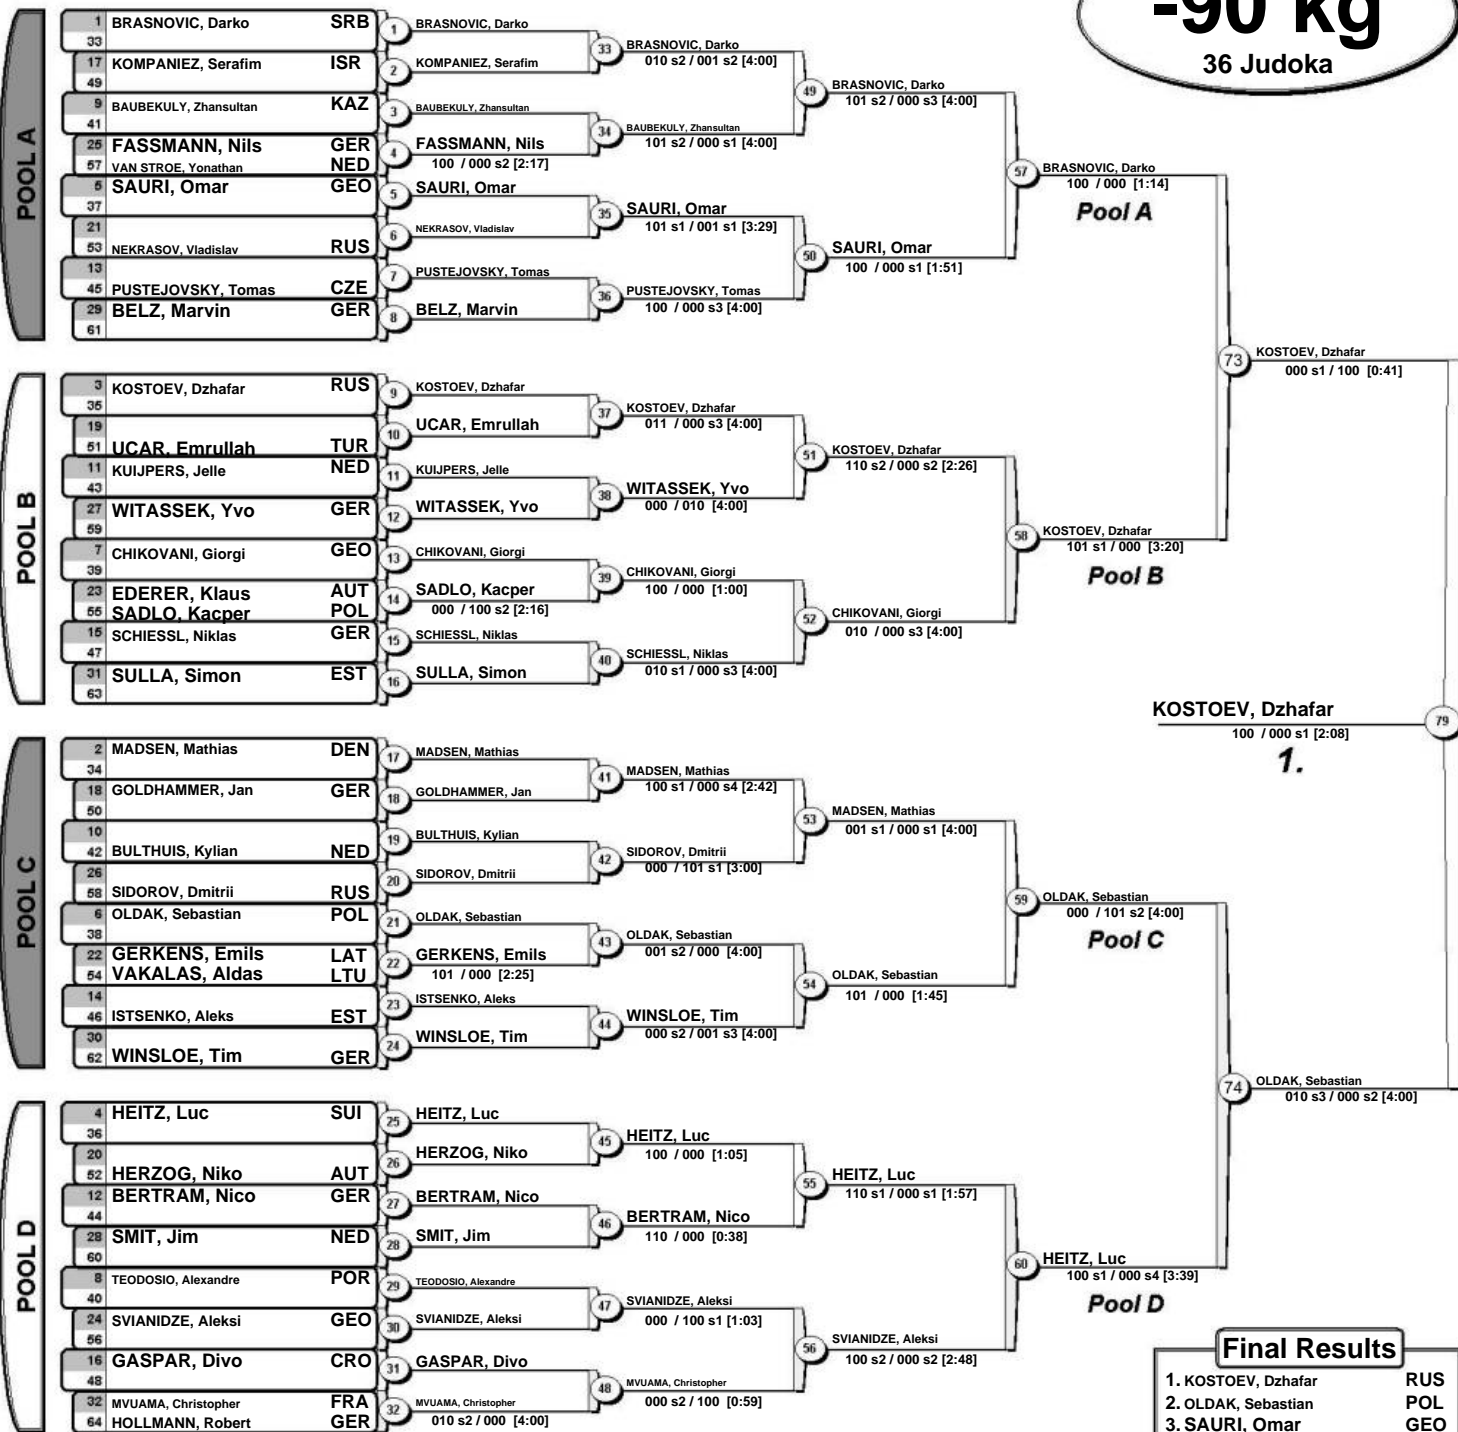 -90 kg
36 Judoka
POOL A
1 BRASNOVIC, Darko SRB
33
17 KOMPANIEZ, Serafim ISR
49
9 BAUBEKULY, Zhansultan KAZ
41
25 FASSMANN, Nils GER
57 VAN STROE, Yonathan NED
5 SAURI, Omar GEO
37
21
53 NEKRASOV, Vladislav RUS
13
45 PUSTEJOVSKY, Tomas CZE
29 BELZ, Marvin GER
61
1 BRASNOVIC, Darko
2 KOMPANIEZ, Serafim
3 BAUBEKULY, Zhansultan
4 FASSMANN, Nils
100 / 000 s2 [2:17]
5 SAURI, Omar
6 NEKRASOV, Vladislav
7 PUSTEJOVSKY, Tomas
8 BELZ, Marvin
33 BRASNOVIC, Darko
010 s2 / 001 s2 [4:00]
34 BAUBEKULY, Zhansultan
101 s2 / 000 s1 [4:00]
35 SAURI, Omar
101 s1 / 001 s1 [3:29]
36 PUSTEJOVSKY, Tomas
100 / 000 s3 [4:00]
49 BRASNOVIC, Darko
101 s2 / 000 s3 [4:00]
50 SAURI, Omar
100 / 000 s1 [1:51]
57 BRASNOVIC, Darko
100 / 000 [1:14]
Pool A
POOL B
3 KOSTOEV, Dzhafar RUS
35
19
51 UCAR, Emrullah TUR
11 KUIJPERS, Jelle NED
43
27 WITASSEK, Yvo GER
59
7 CHIKOVANI, Giorgi GEO
39
23 EDERER, Klaus AUT
55 SADLO, Kacper POL
15 SCHIESSL, Niklas GER
47
31 SULLA, Simon EST
63
9 KOSTOEV, Dzhafar
10 UCAR, Emrullah
11 KUIJPERS, Jelle
12 WITASSEK, Yvo
13 CHIKOVANI, Giorgi
14 SADLO, Kacper
000 / 100 s2 [2:16]
15 SCHIESSL, Niklas
16 SULLA, Simon
37 KOSTOEV, Dzhafar
011 / 000 s3 [4:00]
38 WITASSEK, Yvo
000 / 010 [4:00]
39 CHIKOVANI, Giorgi
100 / 000 [1:00]
40 SCHIESSL, Niklas
010 s1 / 000 s3 [4:00]
51 KOSTOEV, Dzhafar
110 s2 / 000 s2 [2:26]
52 CHIKOVANI, Giorgi
010 / 000 s3 [4:00]
58 KOSTOEV, Dzhafar
101 s1 / 000 [3:20]
Pool B
73 KOSTOEV, Dzhafar
000 s1 / 100 [0:41]
KOSTOEV, Dzhafar 79
100 / 000 s1 [2:08]
1.
POOL C
2 MADSEN, Mathias DEN
34
18 GOLDHAMMER, Jan GER
50
10
42 BULTHUIS, Kylian NED
26
58 SIDOROV, Dmitrii RUS
6 OLDAK, Sebastian POL
38
22 GERKENS, Emils LAT
54 VAKALAS, Aldas LTU
14
46 ISTSENKO, Aleks EST
30
62 WINSLOE, Tim GER
17 MADSEN, Mathias
18 GOLDHAMMER, Jan
19 BULTHUIS, Kylian
20 SIDOROV, Dmitrii
21 OLDAK, Sebastian
22 GERKENS, Emils
101 / 000 [2:25]
23 ISTSENKO, Aleks
24 WINSLOE, Tim
41 MADSEN, Mathias
100 s1 / 000 s4 [2:42]
42 SIDOROV, Dmitrii
000 / 101 s1 [3:00]
43 OLDAK, Sebastian
001 s2 / 000 [4:00]
44 WINSLOE, Tim
000 s2 / 001 s3 [4:00]
53 MADSEN, Mathias
001 s1 / 000 s1 [4:00]
54 OLDAK, Sebastian
101 / 000 [1:45]
59 OLDAK, Sebastian
000 / 101 s2 [4:00]
Pool C
POOL D
4 HEITZ, Luc SUI
36
20
52 HERZOG, Niko AUT
12 BERTRAM, Nico GER
44
28 SMIT, Jim NED
60
8 TEODOSIO, Alexandre POR
40
24 SVIANIDZE, Aleksi GEO
56
16 GASPAR, Divo CRO
48
32 MVUAMA, Christopher FRA
64 HOLLMANN, Robert GER
25 HEITZ, Luc
26 HERZOG, Niko
27 BERTRAM, Nico
28 SMIT, Jim
29 TEODOSIO, Alexandre
30 SVIANIDZE, Aleksi
31 GASPAR, Divo
32 MVUAMA, Christopher
010 s2 / 000 [4:00]
45 HEITZ, Luc
100 / 000 [1:05]
46 BERTRAM, Nico
110 / 000 [0:38]
47 SVIANIDZE, Aleksi
000 / 100 s1 [1:03]
48 MVUAMA, Christopher
000 s2 / 100 [0:59]
55 HEITZ, Luc
110 s1 / 000 s1 [1:57]
56 SVIANIDZE, Aleksi
100 s2 / 000 s2 [2:48]
60 HEITZ, Luc
100 s1 / 000 s4 [3:39]
Pool D
74 OLDAK, Sebastian
010 s3 / 000 s2 [4:00]
Final Results
1. KOSTOEV, Dzhafar RUS
2. OLDAK, Sebastian POL
3. SAURI, Omar GEO